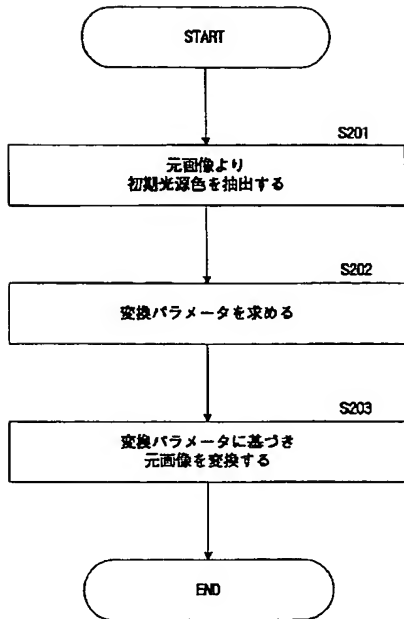 START
S201
元画像より
初期光源色を抽出する
S202
変換パラメータを求める
S203
変換パラメータに基づき
元画像を変換する
END